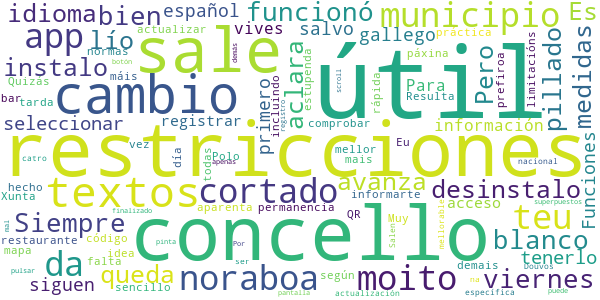 idioma bien español funcionó municipio Es
app lío actualizar normas sale vives salvo gallego páxina práctica
Quizas máis instalo cambio primero incluyendo aclara estupenda útil Para Pero prefiroa limitacións pillado medidas
bar tarda vez rápida Resulta
seleccionar registrar comprobar información
día todas restricciones mellor mais Eu Funciones
Polo scroll registro
catro hecho textos cortado avanza informarte acceso desinstalo nacional
Xunta apenas
Siempre aparenta permanencia QR Muy teu blanco
restaurante código concello demais tenerlo
finalizado idea Salen mellorable Douvos
mapa da falta queda pinta Por ser según moito viernes
siguen sencillo noraboa actualización específica puede
pulsar pantalla
mal botón demás superpuestos na